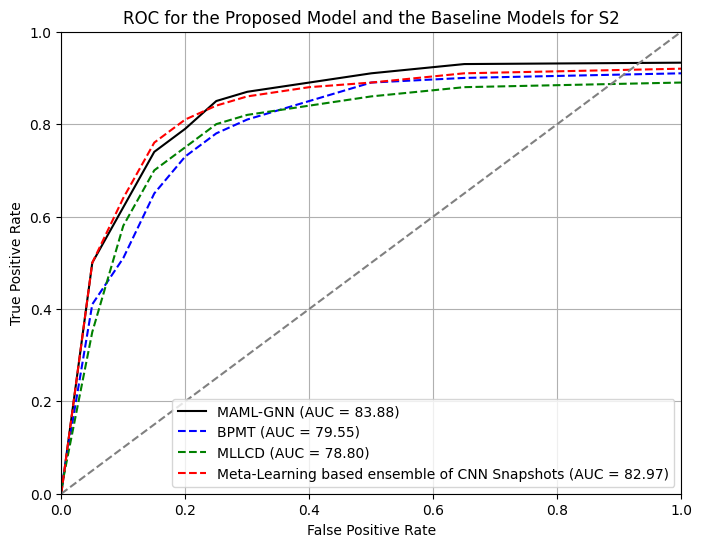 ROC for the Proposed Model and the Baseline Models for S2
True Positive Rate
1.0
0.8
0.6
0.4
0.2
0.0
MAML-GNN (AUC = 83.88)
BPMT (AUC = 79.55)
MLLCD (AUC = 78.80)
Meta-Learning based ensemble of CNN Snapshots (AUC = 82.97)
0.0 0.2 0.4 0.6 0.8 1.0
False Positive Rate